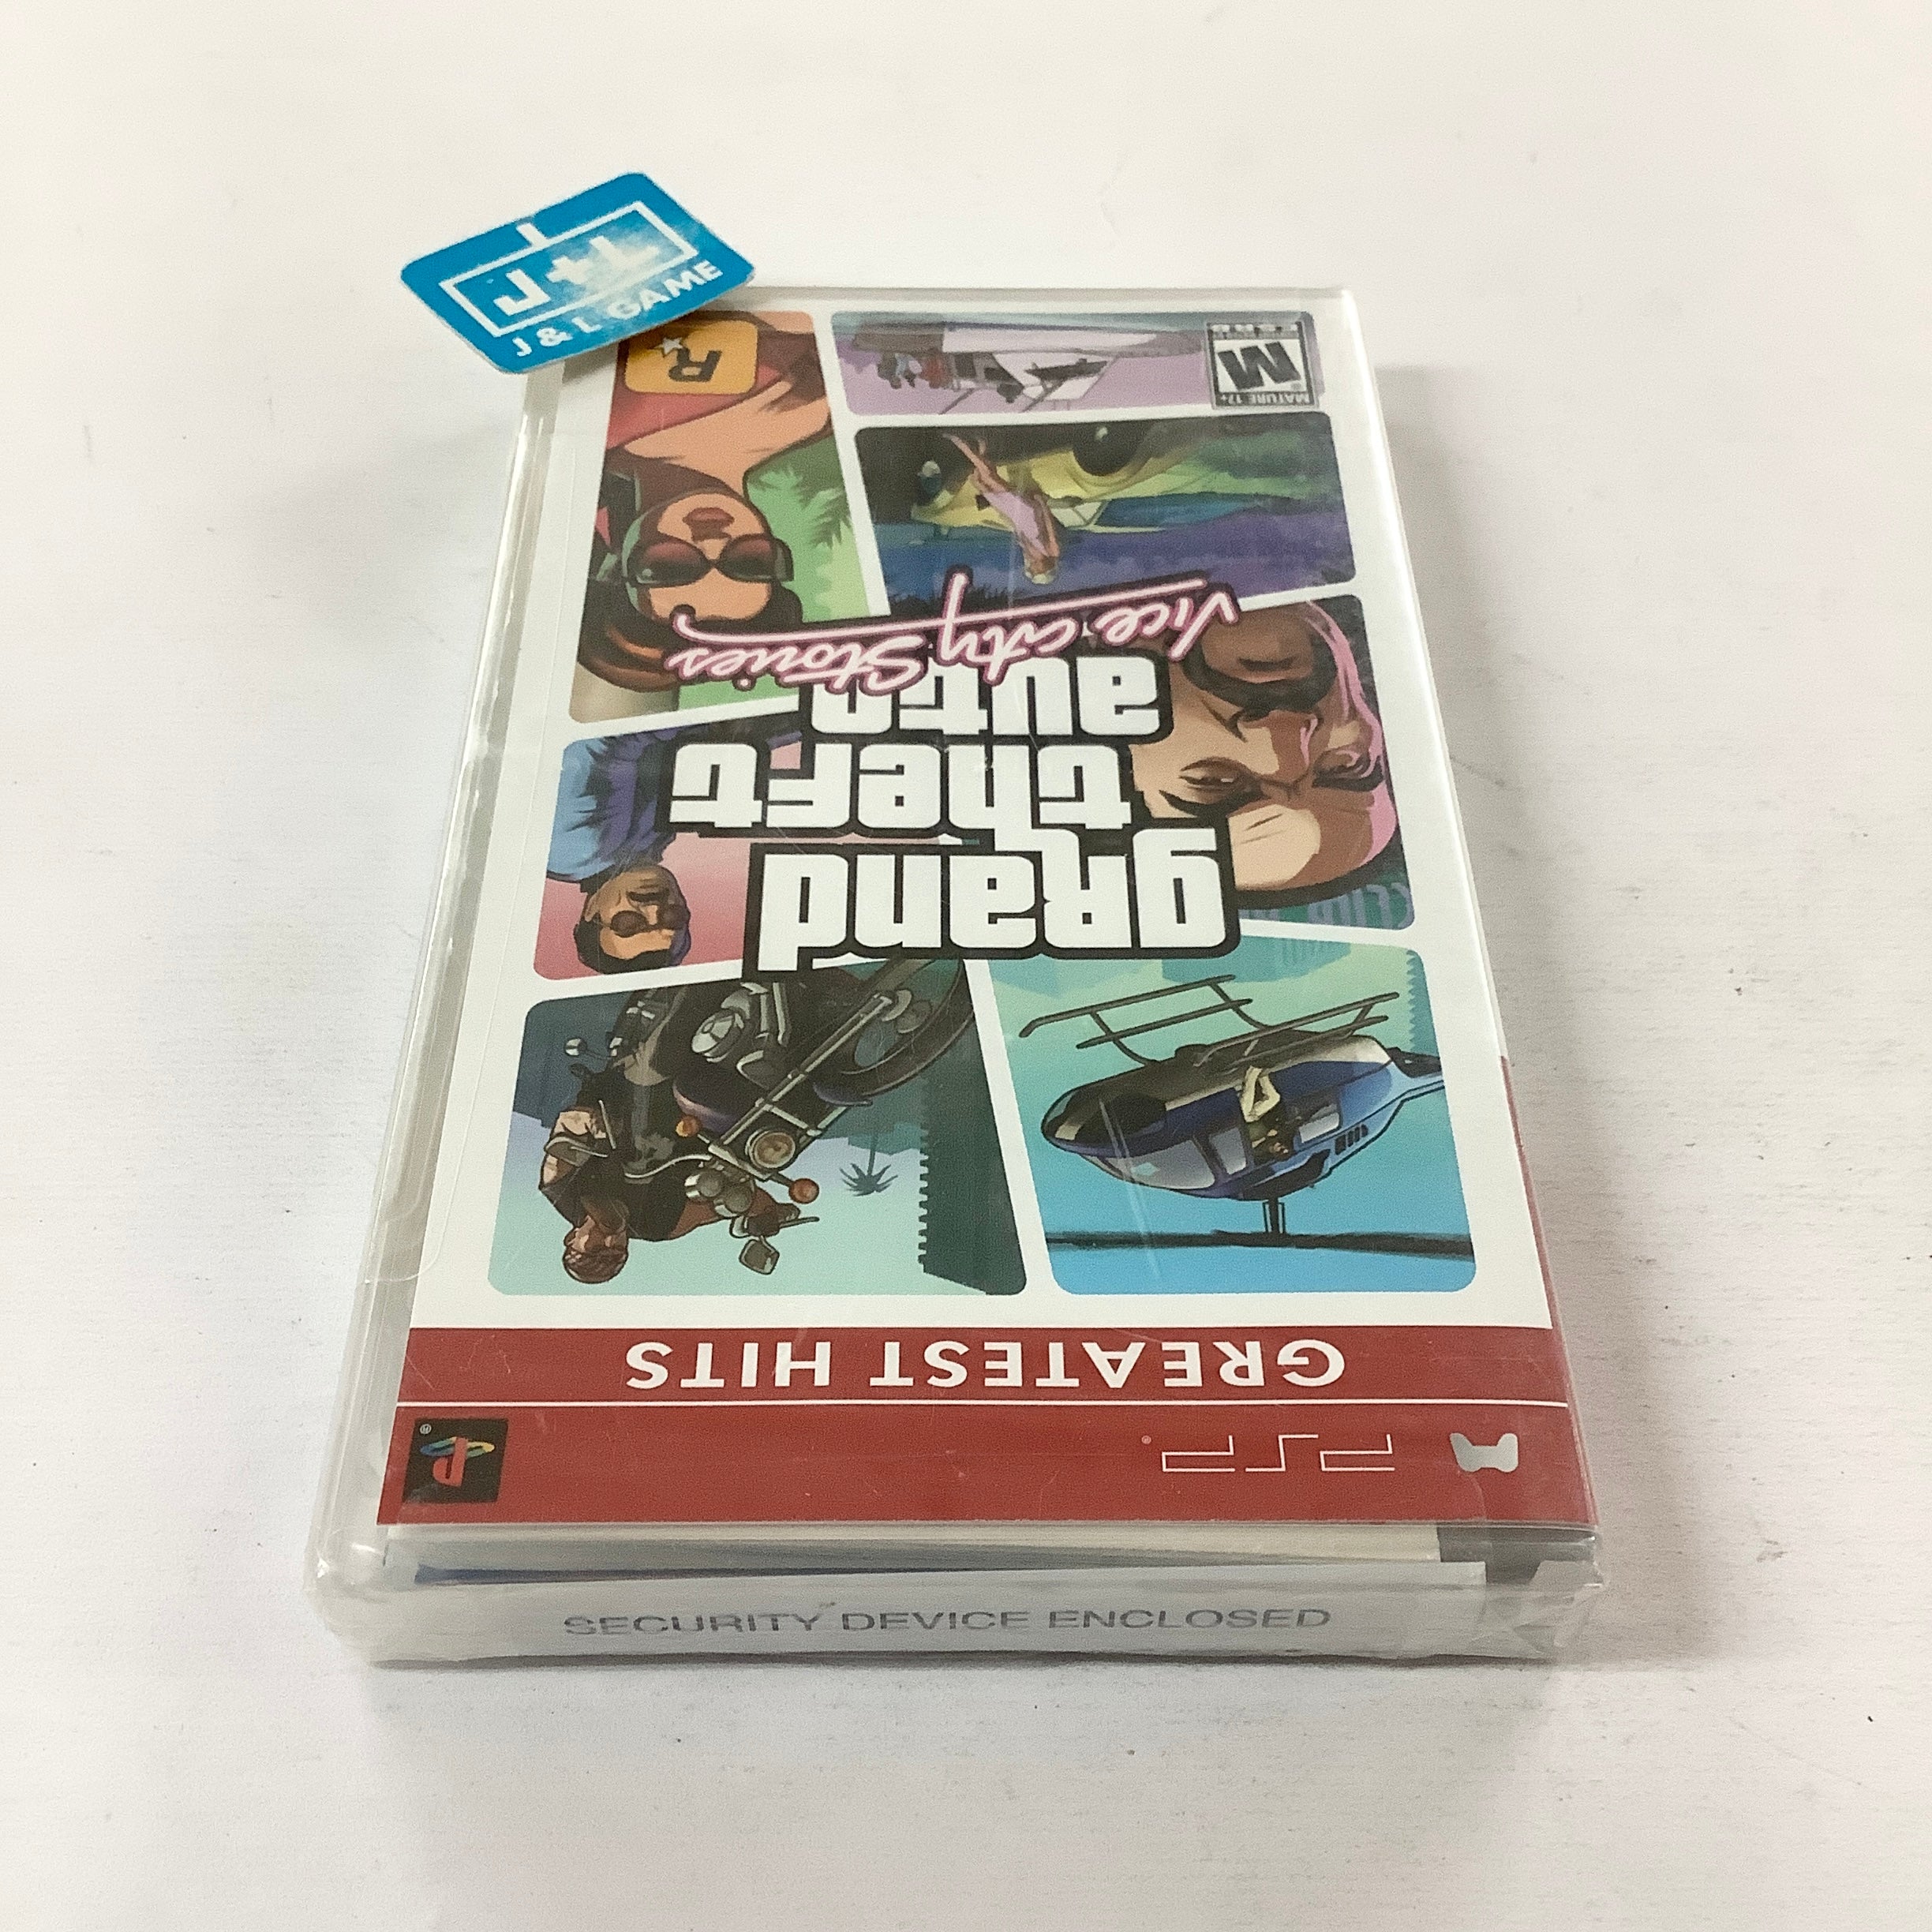 J+L
J & L GAME
PSP®
GREATEST HITS
grand
theft
auto
Vice City Stories
R
MATURE 17+
M®
ESRB
SECURITY DEVICE ENCLOSED